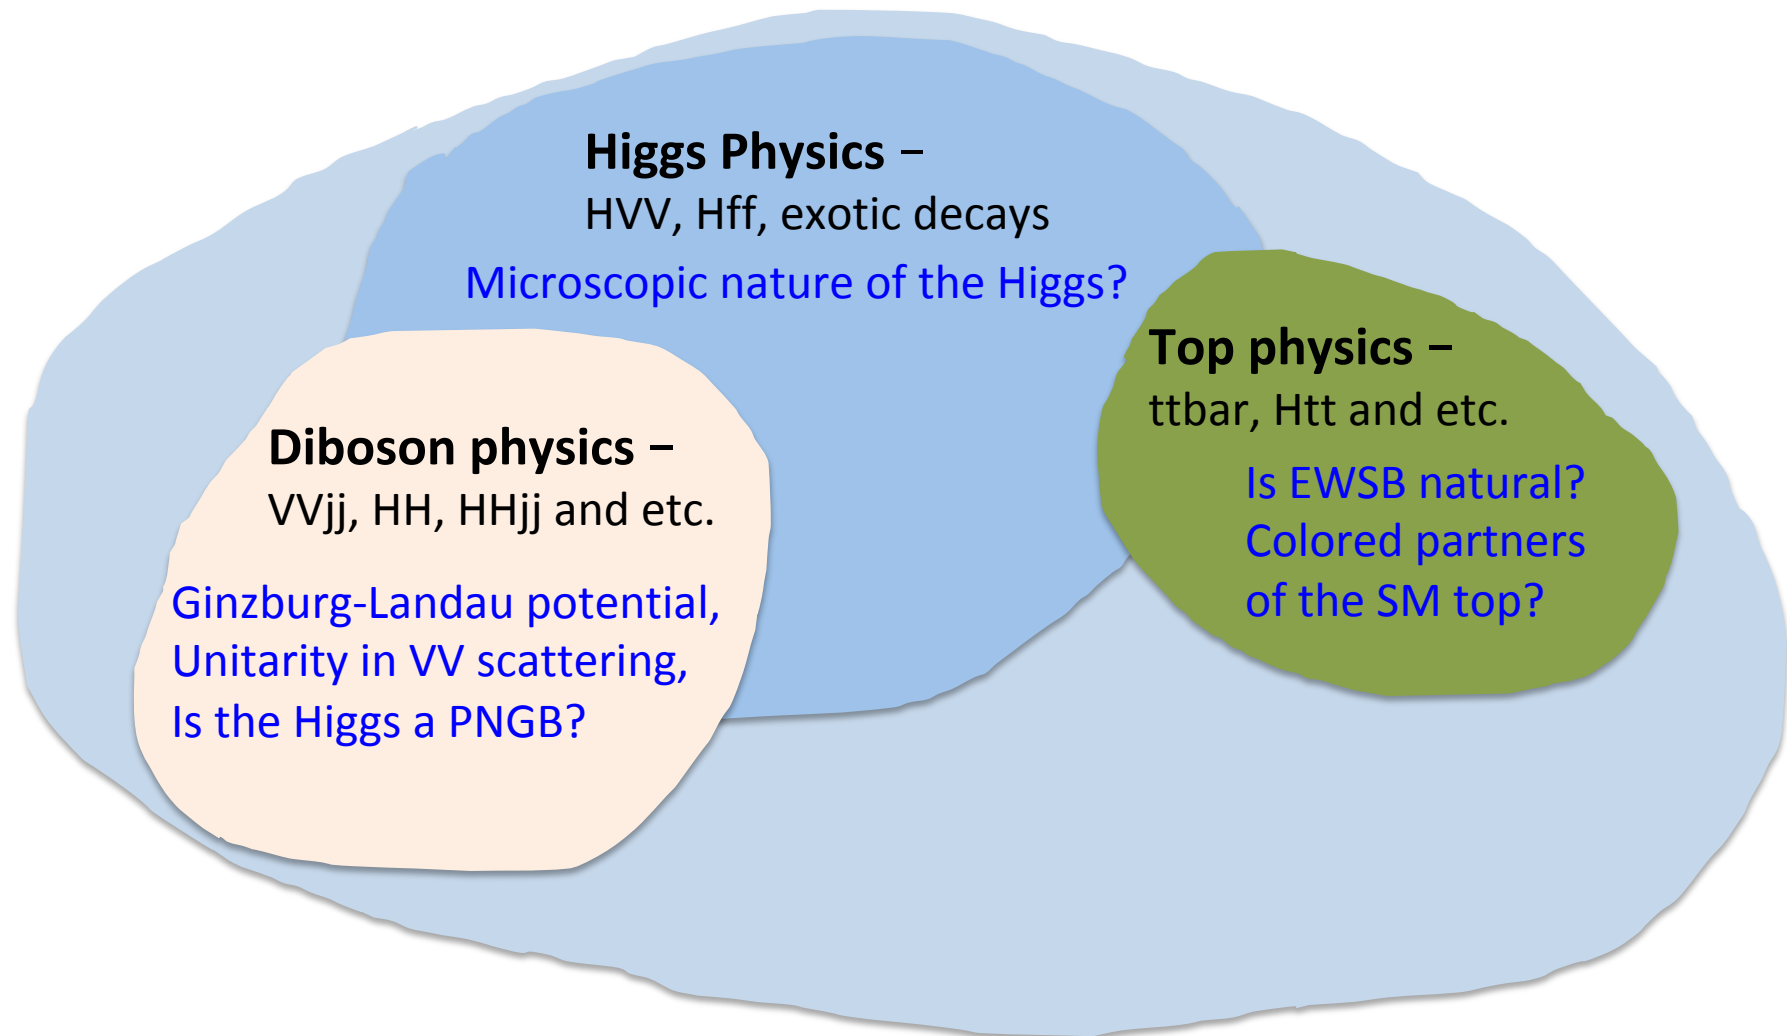 Higgs Physics –
HVV, Hff, exotic decays
Microscopic nature of the Higgs?
Top physics –
ttbar, Htt and etc.
Is EWSB natural?
Colored partners
of the SM top?
Diboson physics –
VVjj, HH, HHjj and etc.
Ginzburg-Landau potential,
Unitarity in VV scattering,
Is the Higgs a PNGB?